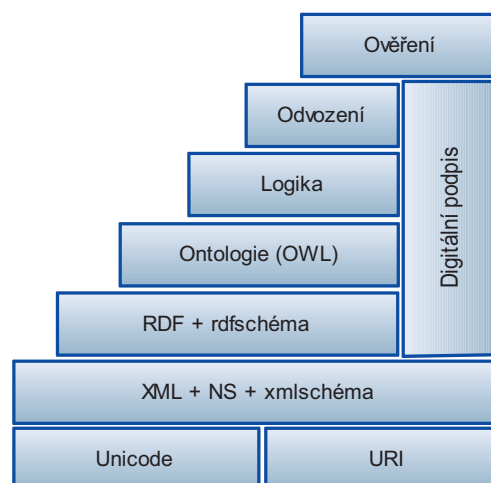 Ověření
Odvození
Logika
Ontologie (OWL)
RDF + rdfschéma
Digitální podpis
XML + NS + xmlschéma
Unicode
URI